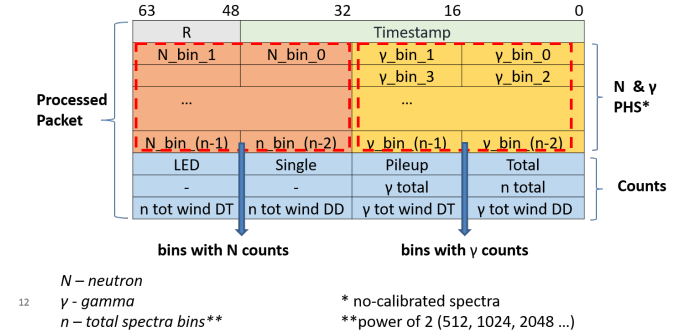 63 48 32 16 0
R Timestamp
N_bin_1 N_bin_0 γ_bin_1 γ_bin_0
γ_bin_3 γ_bin_2
... ...
N_bin_(n-1) n_bin_(n-2) γ_bin_(n-1) γ_bin_(n-2)
LED Single Pileup Total
- - γ total n total
n tot wind DT n tot wind DD γ tot wind DT γ tot wind DD
Processed
Packet
N & γ
PHS*
Counts
bins with N counts bins with γ counts
N – neutron
γ - gamma
n – total spectra bins**
* no-calibrated spectra
**power of 2 (512, 1024, 2048 ...)
12